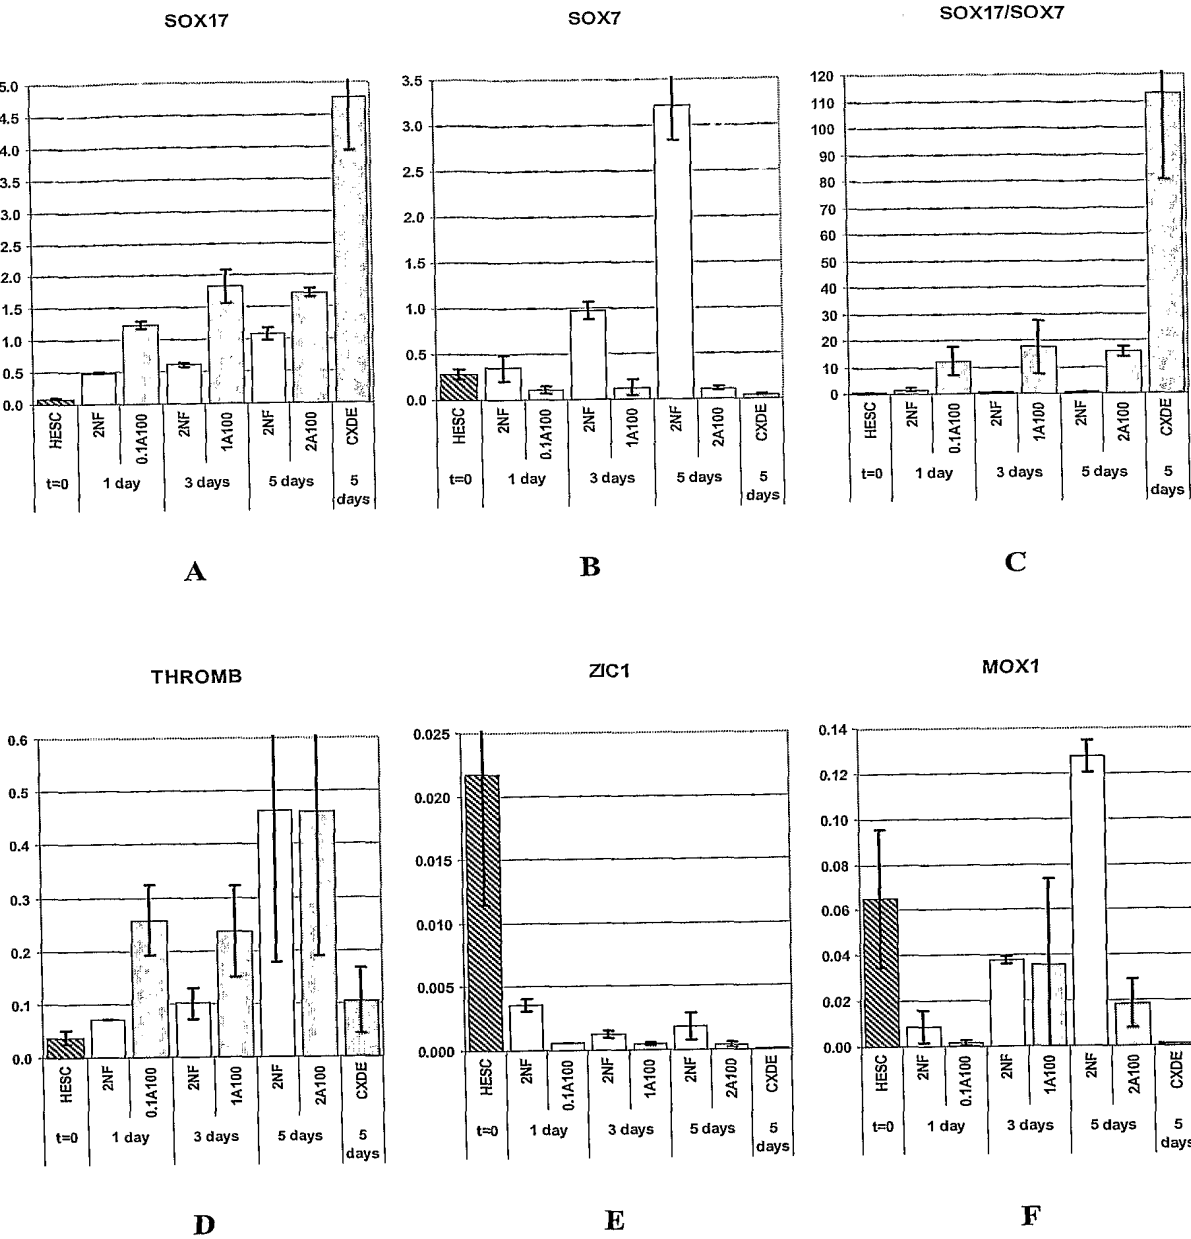 SOX17
SOX7
SOX17/SOX7
5.0
4.5
4.0
3.5
3.0
2.5
2.0
1.5
1.0
0.5
0.0
HESC
2NF
0.1A100
2NF
1A100
2NF
2A100
CXDE
t=0
1 day
3 days
5 days
5
days
A
3.5
3.0
2.5
2.0
1.5
1.0
0.5
0.0
HESC
2NF
0.1A100
2NF
1A100
2NF
2A100
CXDE
t=0
1 day
3 days
5 days
5
days
B
120
110
100
90
80
70
60
50
40
30
20
10
0
HESC
2NF
0.1A100
2NF
1A100
2NF
2A100
CXDE
t=0
1 day
3 days
5 days
5
days
C
THROMB
ZIC1
MOX1
0.6
0.5
0.4
0.3
0.2
0.1
0.0
HESC
2NF
0.1A100
2NF
1A100
2NF
2A100
CXDE
t=0
1 day
3 days
5 days
5
days
D
0.025
0.020
0.015
0.010
0.005
0.000
HESC
2NF
0.1A100
2NF
1A100
2NF
2A100
CXDE
t=0
1 day
3 days
5 days
5
days
E
0.14
0.12
0.10
0.08
0.06
0.04
0.02
0.00
HESC
2NF
0.1A100
2NF
1A100
2NF
2A100
CXDE
t=0
1 day
3 days
5 days
5
days
F